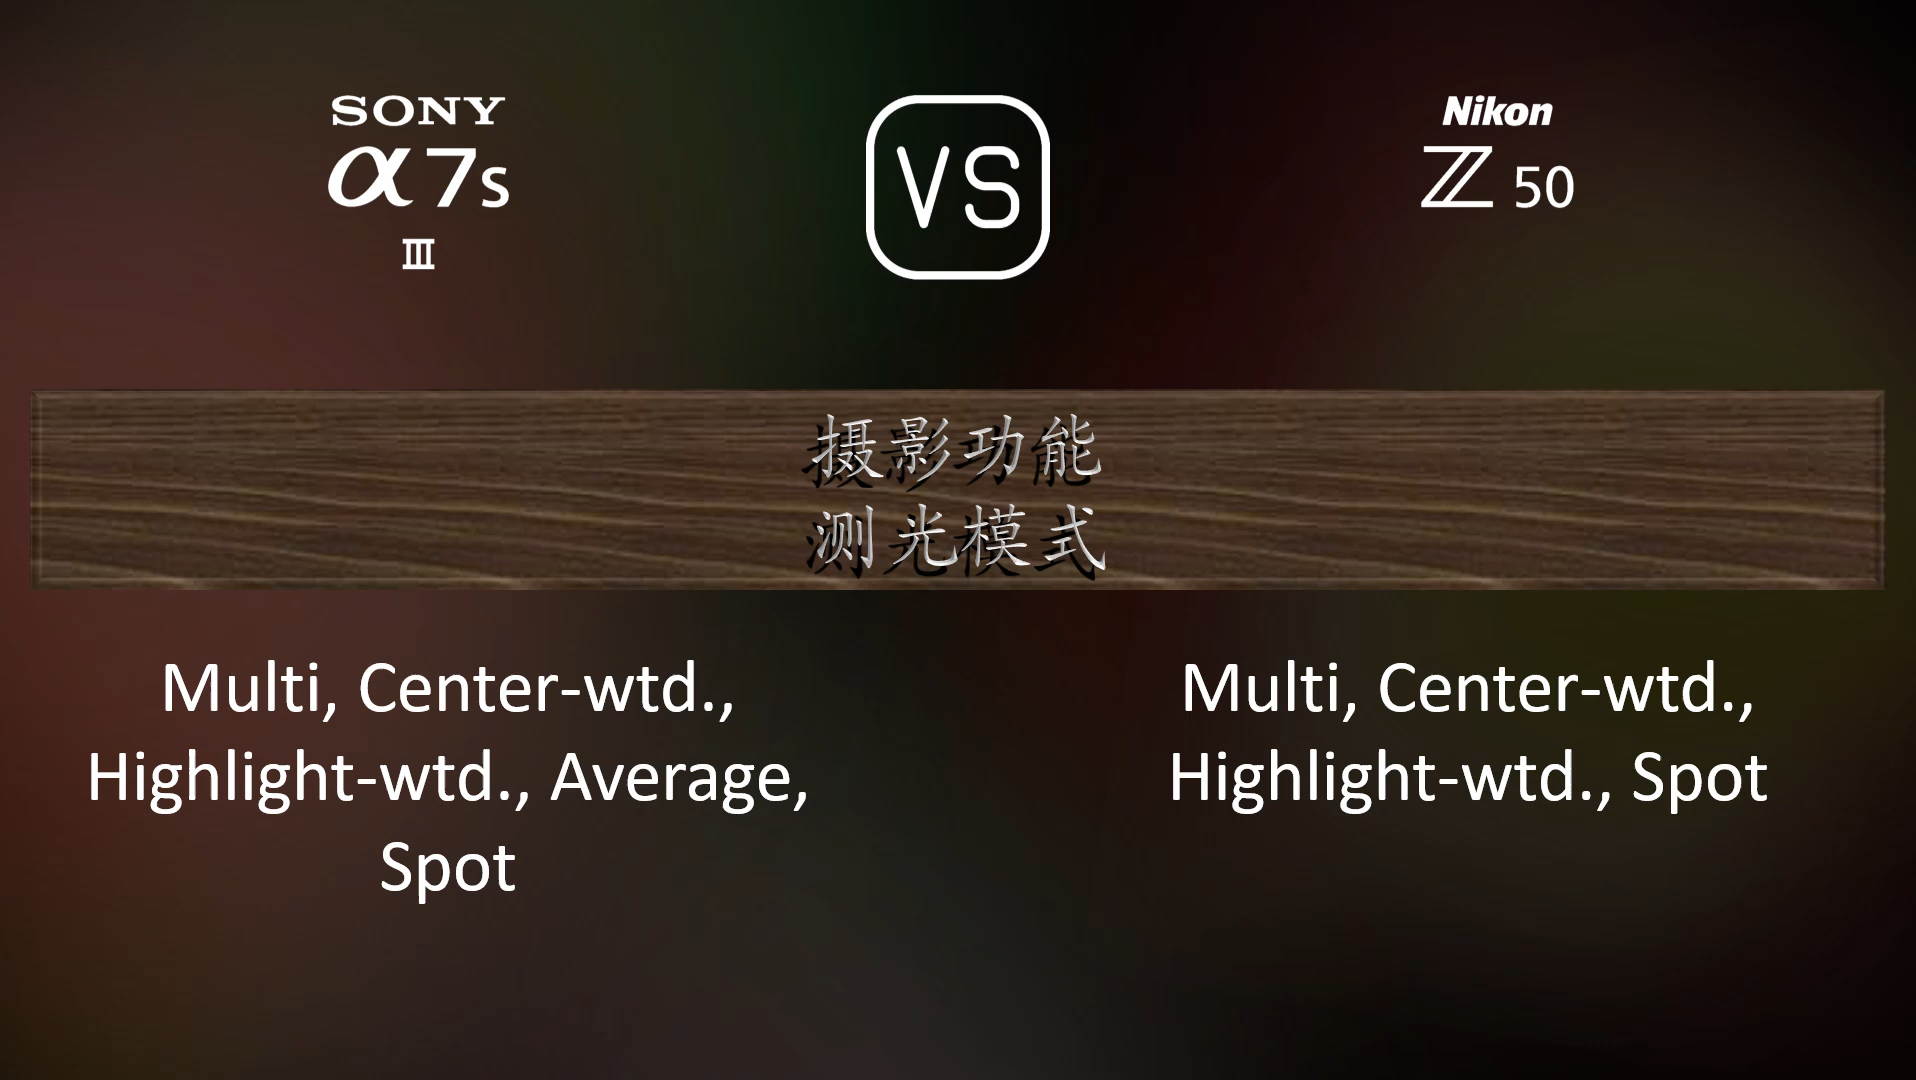 SONY
α7s
III
VS
Nikon
Z 50
摄影功能
测光模式
Multi, Center-wtd.,
Highlight-wtd., Average,
Spot
Multi, Center-wtd.,
Highlight-wtd., Spot